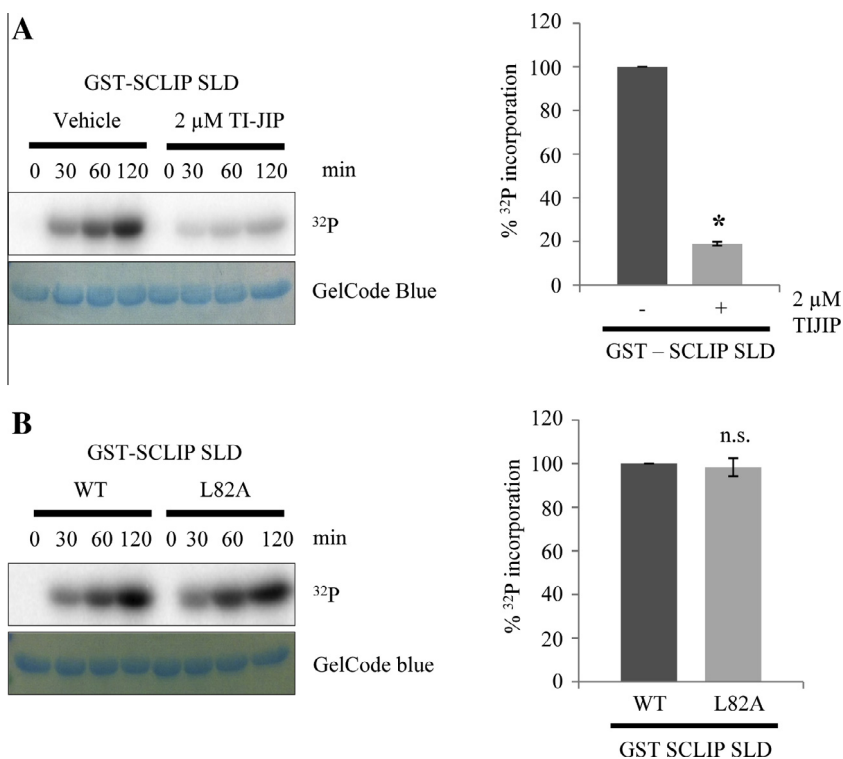 A
GST-SCLIP SLD
Vehicle 2 µM TI-JIP
0 30 60 120 0 30 60 120 min
³²P
GelCode Blue
% ³²P incorporation
120
100
80
60
40
20
0
*
- +
2 µM
TIJIP
GST – SCLIP SLD
B
GST-SCLIP SLD
WT L82A
0 30 60 120 0 30 60 120 min
³²P
GelCode blue
% ³²P incorporation
120
100
80
60
40
20
0
n.s.
WT L82A
GST SCLIP SLD